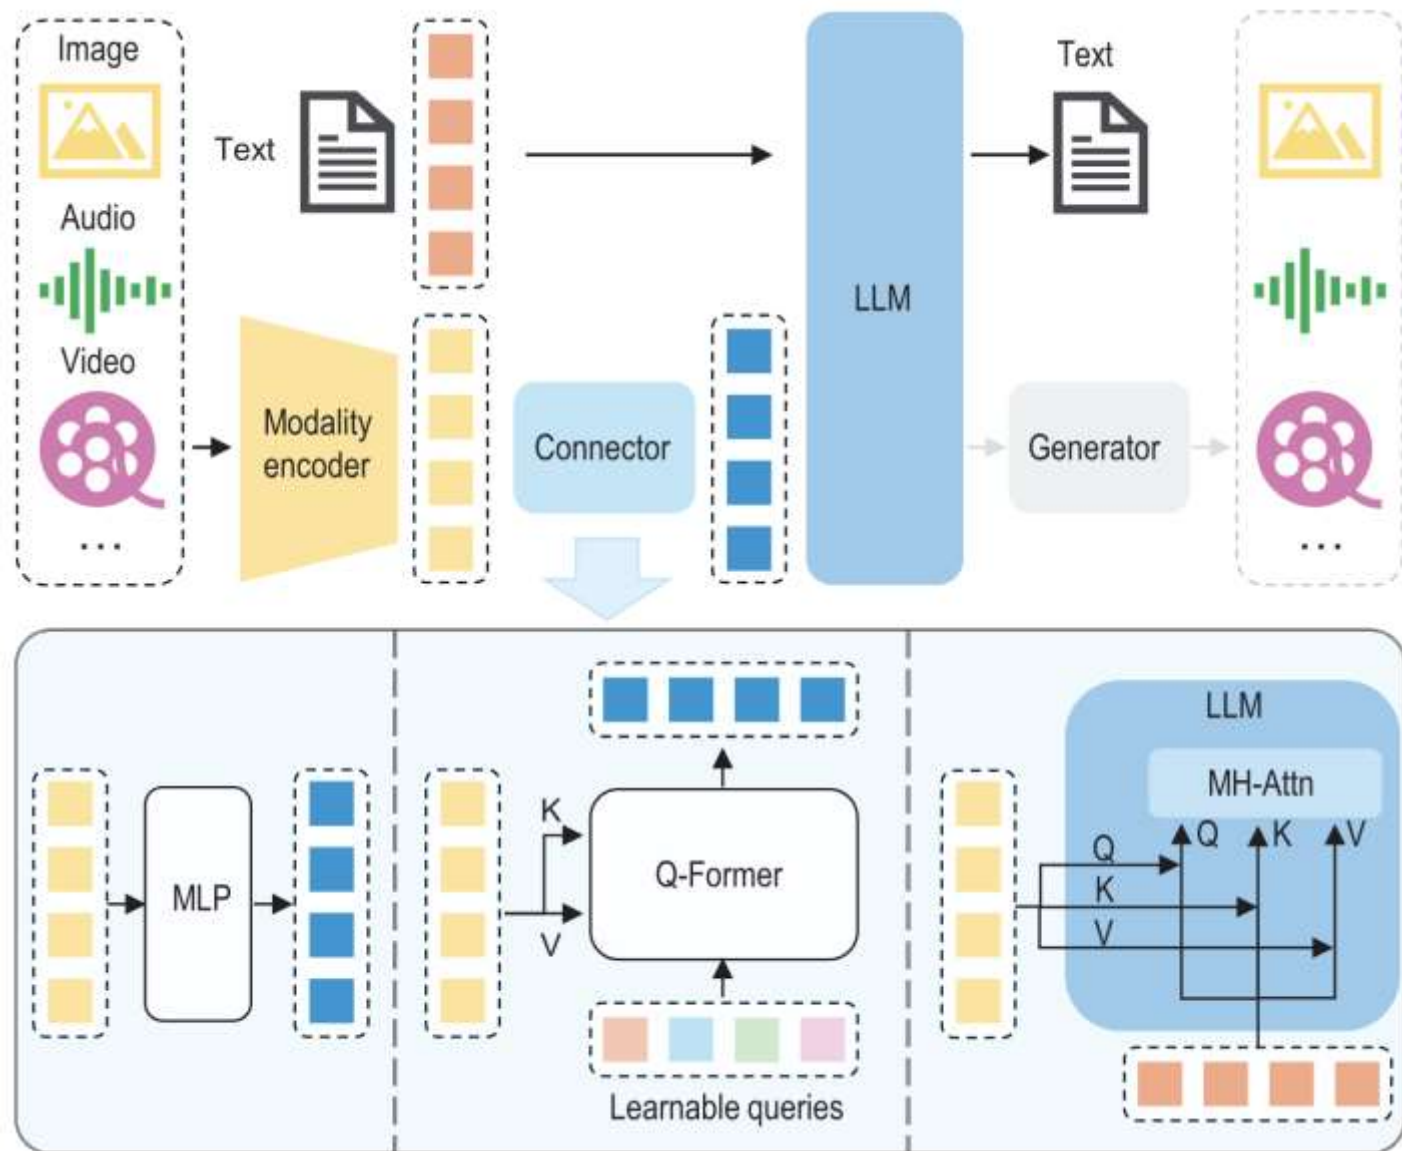 Image
Text
Audio
Video
...
Text
Modality
encoder
Connector
LLM
Generator
...
MLP
K
V
Q-Former
Learnable queries
LLM
MH-Attn
Q
K
V
Q
K
V